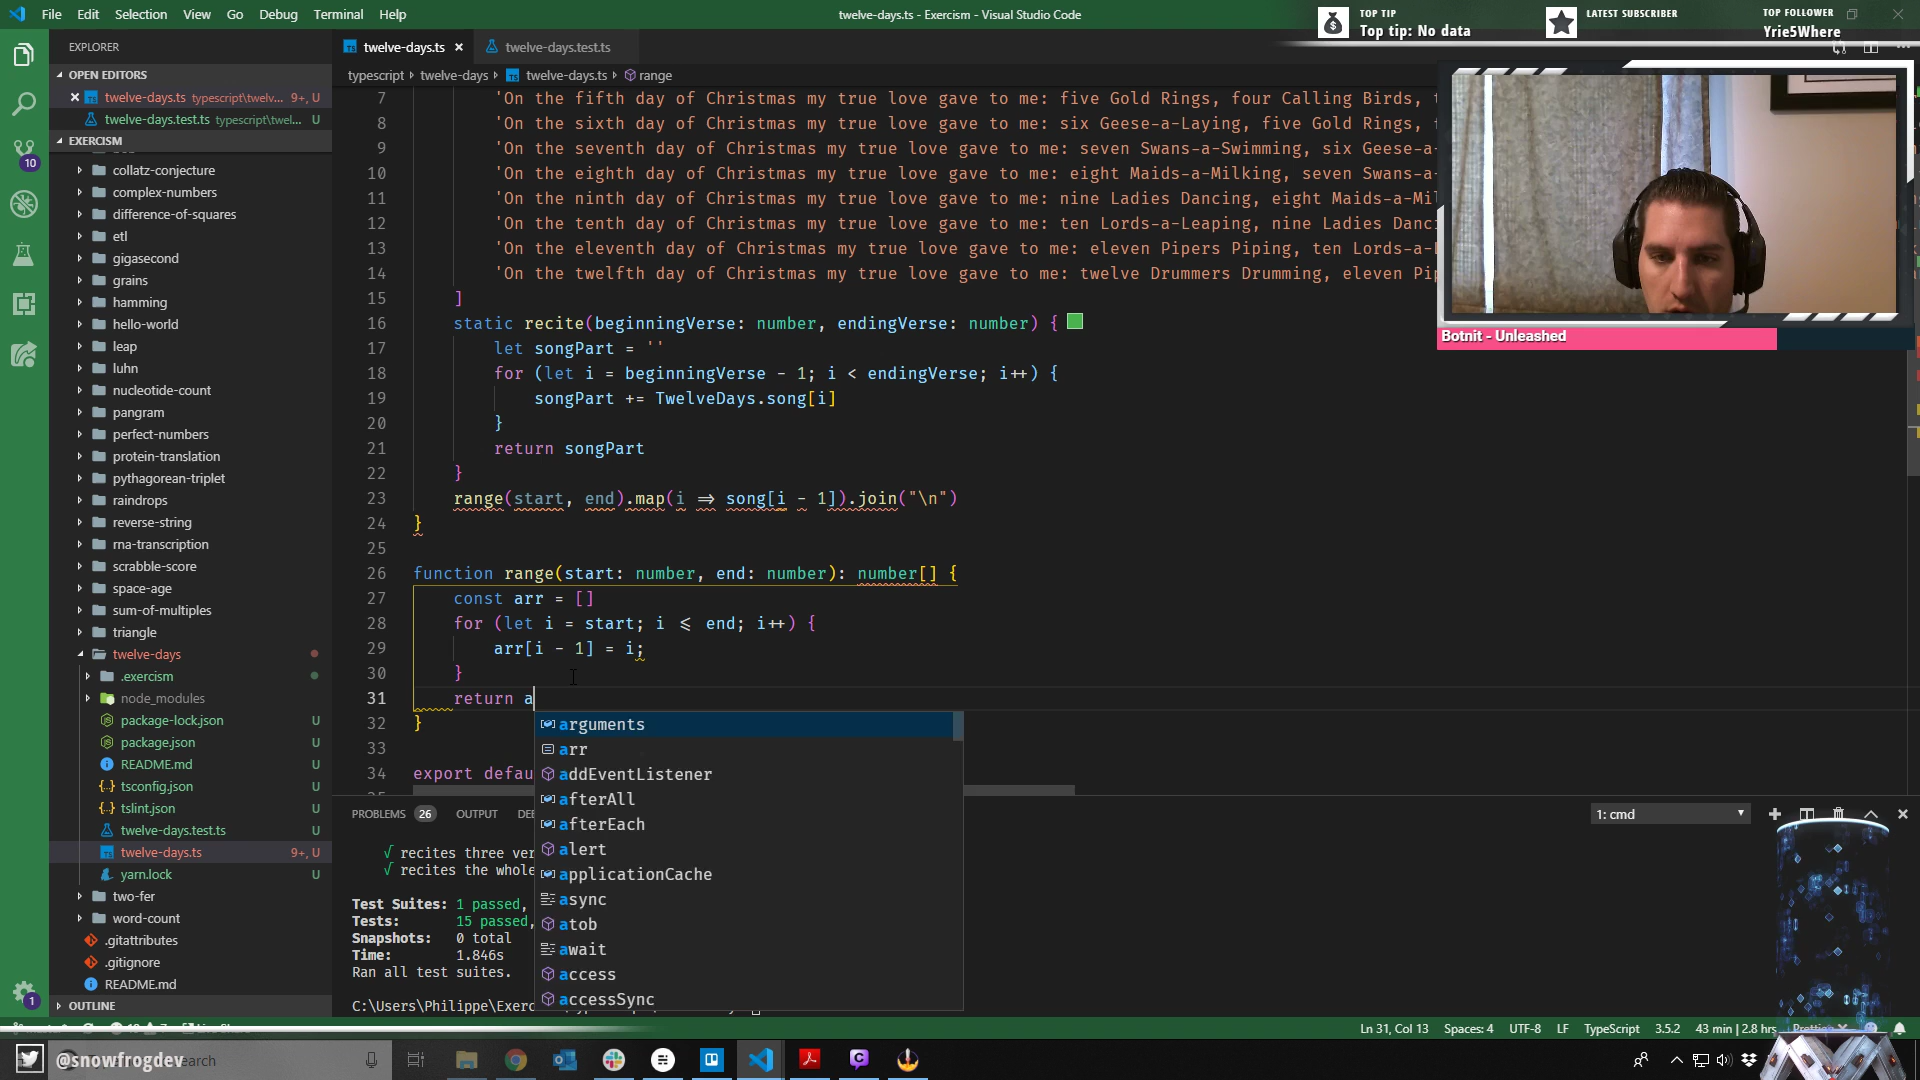 File Edit Selection View Go Debug Terminal Help
twelve-days.ts - Exercism - Visual Studio Code
TOP TIP
Top tip: No data
LATEST SUBSCRIBER
TOP FOLLOWER
Yrie5Where
EXPLORER
OPEN EDITORS
twelve-days.ts typescript\twelv... 9+, U
twelve-days.test.ts typescript\twel... U
EXERCISM
collatz-conjecture
complex-numbers
difference-of-squares
etl
gigasecond
grains
hamming
hello-world
leap
luhn
nucleotide-count
pangram
perfect-numbers
protein-translation
pythagorean-triplet
raindrops
reverse-string
rna-transcription
scrabble-score
space-age
sum-of-multiples
triangle
twelve-days
.exercism
node_modules
package-lock.json U
package.json U
README.md U
tsconfig.json U
tslint.json U
twelve-days.test.ts U
twelve-days.ts 9+, U
yarn.lock U
two-fer
word-count
.gitattributes
.gitignore
README.md
OUTLINE
10
1
twelve-days.ts twelve-days.test.ts
typescript twelve-days twelve-days.ts range
7 'On the fifth day of Christmas my true love gave to me: five Gold Rings, four Calling Birds,
8 'On the sixth day of Christmas my true love gave to me: six Geese-a-Laying, five Gold Rings,
9 'On the seventh day of Christmas my true love gave to me: seven Swans-a-Swimming, six Geese-a-
10 'On the eighth day of Christmas my true love gave to me: eight Maids-a-Milking, seven Swans-a-
11 'On the ninth day of Christmas my true love gave to me: nine Ladies Dancing, eight Maids-a-Mil
12 'On the tenth day of Christmas my true love gave to me: ten Lords-a-Leaping, nine Ladies Danci
13 'On the eleventh day of Christmas my true love gave to me: eleven Pipers Piping, ten Lords-a-
14 'On the twelfth day of Christmas my true love gave to me: twelve Drummers Drumming, eleven Pip
15 ]
16 static recite(beginningVerse: number, endingVerse: number) {
17 let songPart = ''
18 for (let i = beginningVerse - 1; i < endingVerse; i++) {
19 songPart += TwelveDays.song[i]
20 }
21 return songPart
22 }
23 range(start, end).map(i => song[i - 1]).join("\n")
24 }
25
26 function range(start: number, end: number): number[] {
27 const arr = []
28 for (let i = start; i <= end; i++) {
29 arr[i - 1] = i;
30 }
31 return a
32 }
33
34 export defau
arguments
arr
addEventListener
afterAll
afterEach
alert
applicationCache
async
atob
await
access
accessSync
Botnit - Unleashed
PROBLEMS 26 OUTPUT DE
1: cmd
√ recites three ver
√ recites the whole
Test Suites: 1 passed,
Tests: 15 passed,
Snapshots: 0 total
Time: 1.846s
Ran all test suites.
C:\Users\Philippe\Exerc
Ln 31, Col 13 Spaces: 4 UTF-8 LF TypeScript 3.5.2 43 min | 2.8 hrs
@snowfrogdev